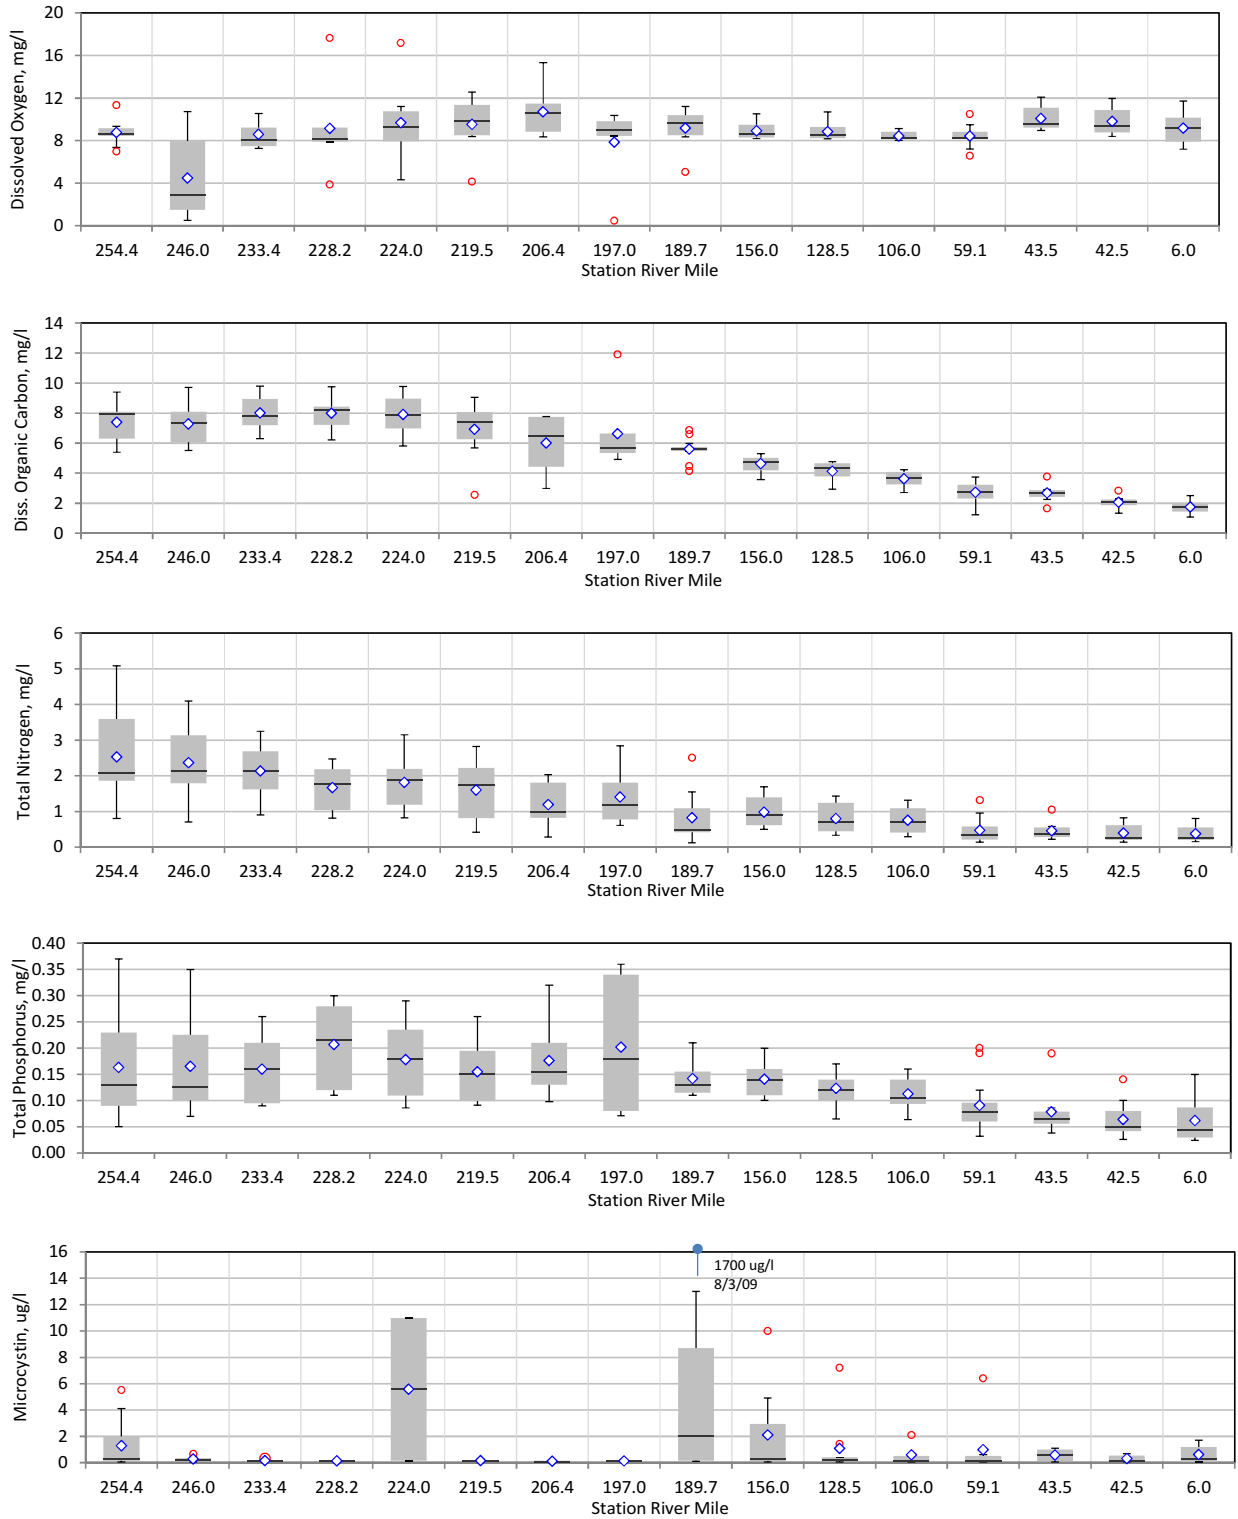 Dissolved Oxygen, mg/l
20
16
12
8
4
0
254.4 246.0 233.4 228.2 224.0 219.5 206.4 197.0 189.7 156.0 128.5 106.0 59.1 43.5 42.5 6.0
Station River Mile
Diss. Organic Carbon, mg/l
14
12
10
8
6
4
2
0
254.4 246.0 233.4 228.2 224.0 219.5 206.4 197.0 189.7 156.0 128.5 106.0 59.1 43.5 42.5 6.0
Station River Mile
Total Nitrogen, mg/l
6
5
4
3
2
1
0
254.4 246.0 233.4 228.2 224.0 219.5 206.4 197.0 189.7 156.0 128.5 106.0 59.1 43.5 42.5 6.0
Station River Mile
Total Phosphorus, mg/l
0.40
0.35
0.30
0.25
0.20
0.15
0.10
0.05
0.00
254.4 246.0 233.4 228.2 224.0 219.5 206.4 197.0 189.7 156.0 128.5 106.0 59.1 43.5 42.5 6.0
Station River Mile
Microcystin, ug/l
16
14
12
10
8
6
4
2
0
1700 ug/l
8/3/09
254.4 246.0 233.4 228.2 224.0 219.5 206.4 197.0 189.7 156.0 128.5 106.0 59.1 43.5 42.5 6.0
Station River Mile